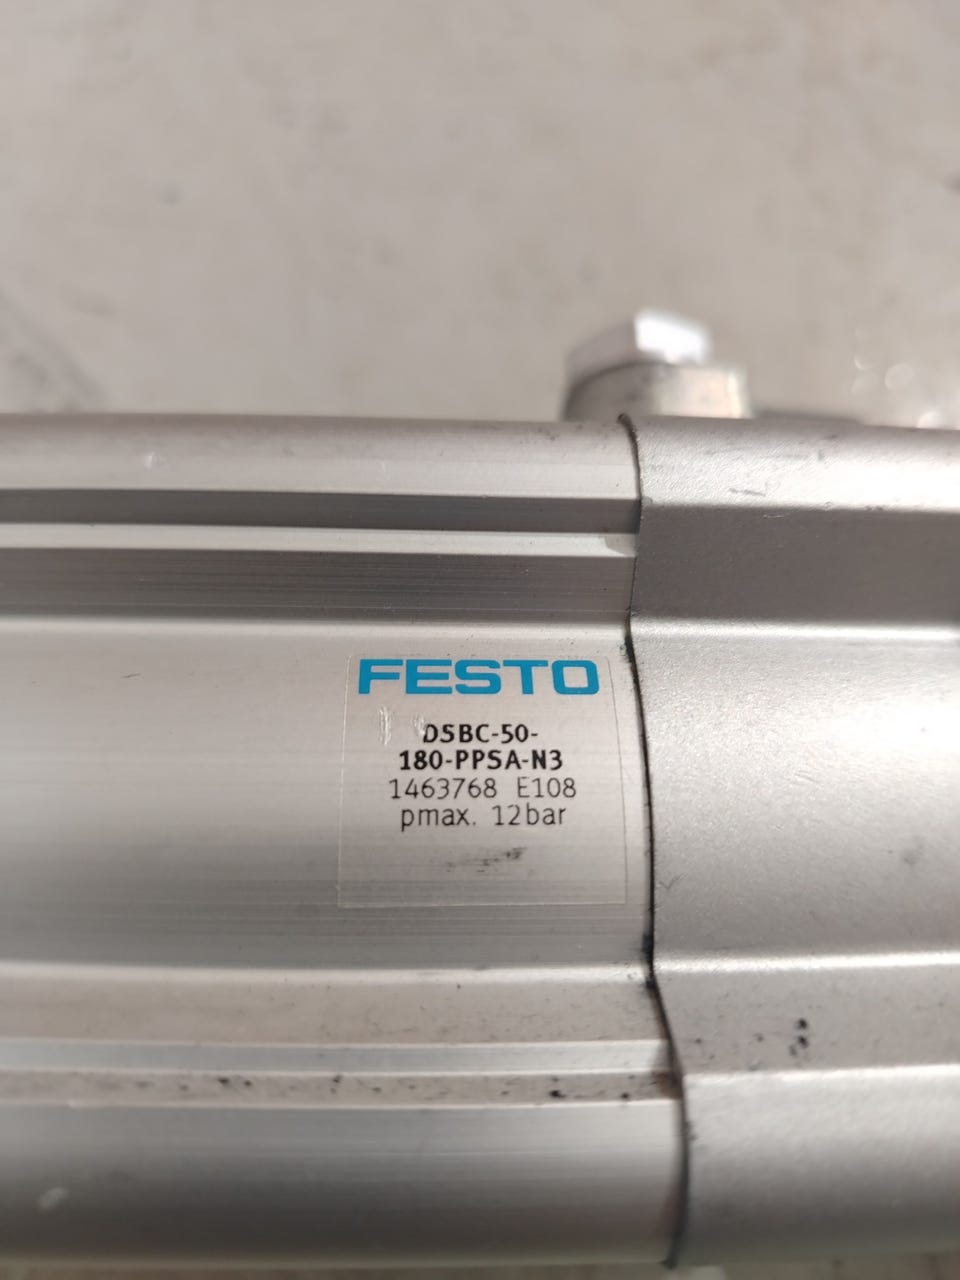 FESTO
DSBC-50-
180-PPSA-N3
1463768 E108
pmax. 12bar